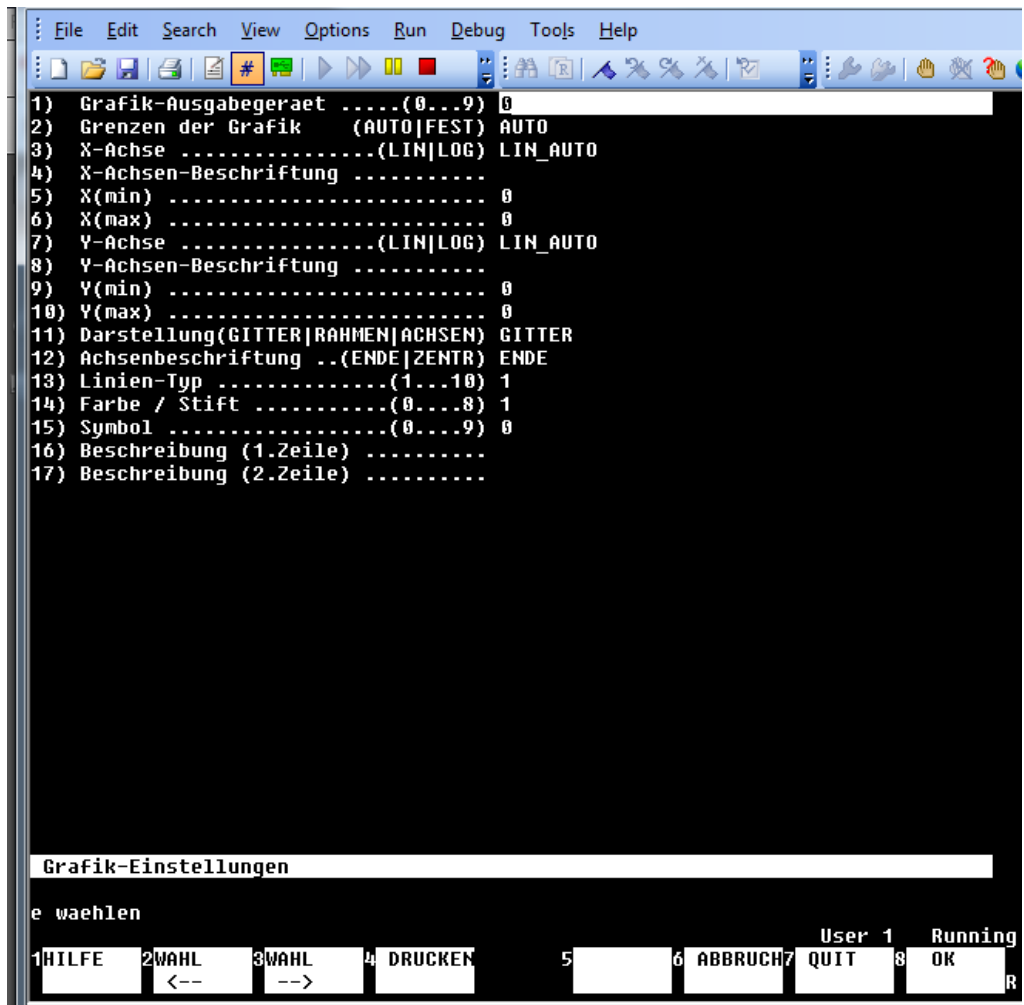 File Edit Search View Options Run Debug Tools Help
1) Grafik-Ausgabegeraet .....(0...9) 0
2) Grenzen der Grafik (AUTO|FEST) AUTO
3) X-Achse ................(LIN|LOG) LIN_AUTO
4) X-Achsen-Beschriftung ...........
5) X(min) .......................... 0
6) X(max) .......................... 0
7) Y-Achse ................(LIN|LOG) LIN_AUTO
8) Y-Achsen-Beschriftung ...........
9) Y(min) .......................... 0
10) Y(max) .......................... 0
11) Darstellung(GITTER|RAHMEN|ACHSEN) GITTER
12) Achsenbeschriftung ..(ENDE|ZENTR) ENDE
13) Linien-Typ ..............(1...10) 1
14) Farbe / Stift ...........(0....8) 1
15) Symbol ..................(0....9) 0
16) Beschreibung (1.Zeile) ..........
17) Beschreibung (2.Zeile) ..........
Grafik-Einstellungen
e waehlen
User 1 Running
1HILFE 2WAHL 3WAHL 4 DRUCKEN 5 6 ABBRUCH7 QUIT 8 OK
<-- --> R